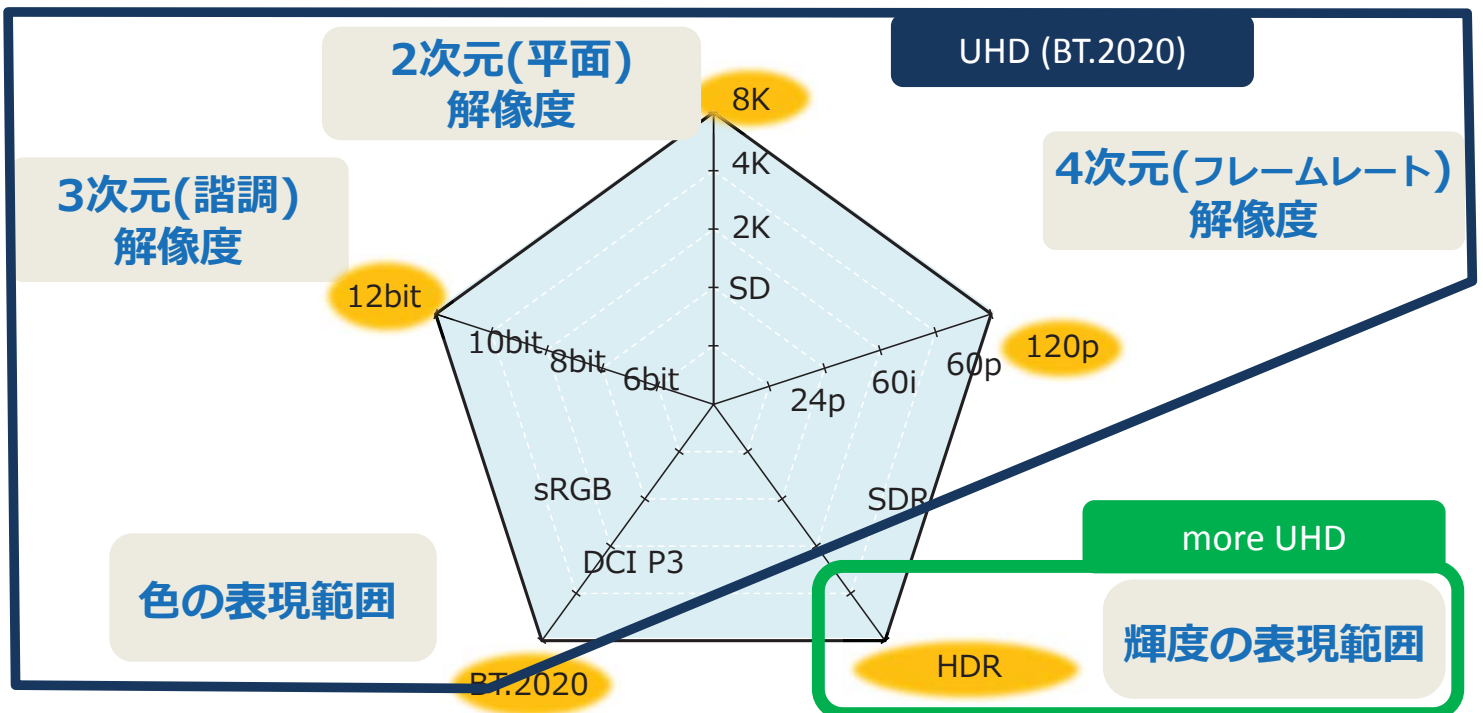 UHD (BT.2020)
2次元(平面)
解像度
8K
4K
2K
SD
4次元(フレームレート)
解像度
3次元(諧調)
解像度
12bit
10bit
8bit
6bit
24p
60i
60p
120p
sRGB
DCI P3
BT.2020
色の表現範囲
SDR
HDR
more UHD
輝度の表現範囲